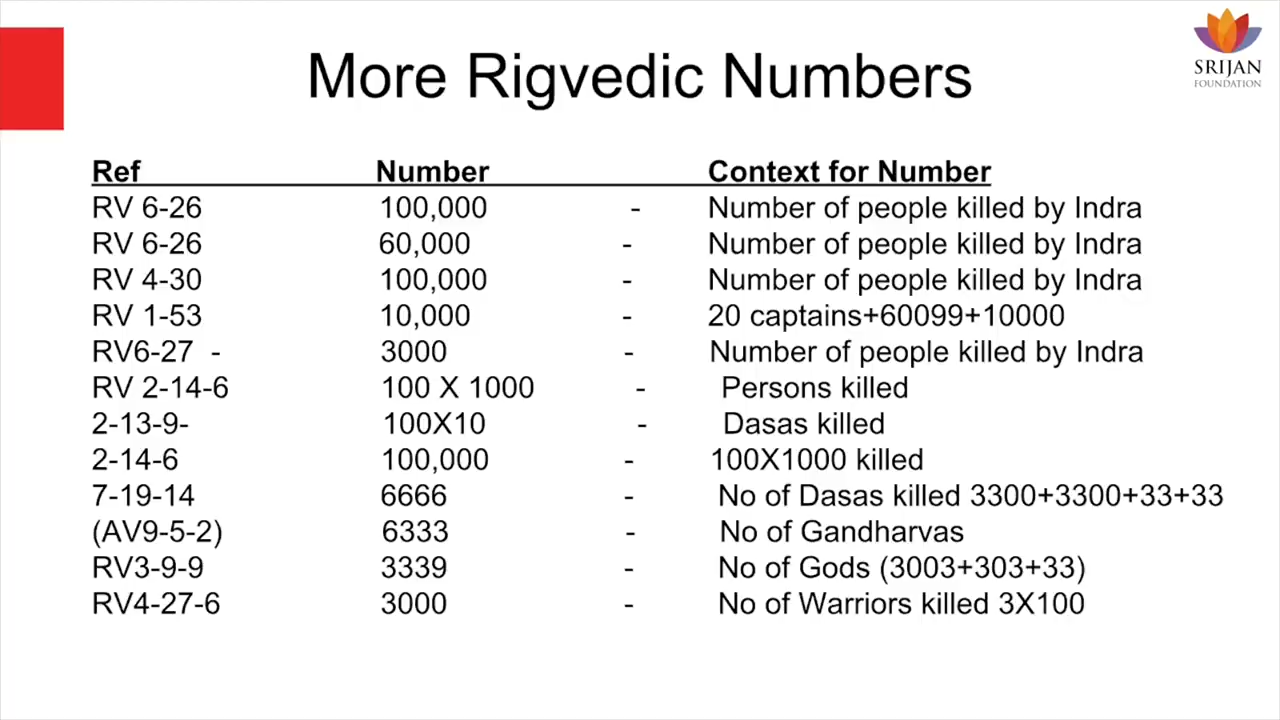 SRIJAN
FOUNDATION
More Rigvedic Numbers
Ref Number Context for Number
RV 6-26 100,000 - Number of people killed by Indra
RV 6-26 60,000 - Number of people killed by Indra
RV 4-30 100,000 - Number of people killed by Indra
RV 1-53 10,000 - 20 captains+60099+10000
RV6-27 - 3000 - Number of people killed by Indra
RV 2-14-6 100 X 1000 - Persons killed
2-13-9- 100X10 - Dasas killed
2-14-6 100,000 - 100X1000 killed
7-19-14 6666 - No of Dasas killed 3300+3300+33+33
(AV9-5-2) 6333 - No of Gandharvas
RV3-9-9 3339 - No of Gods (3003+303+33)
RV4-27-6 3000 - No of Warriors killed 3X100